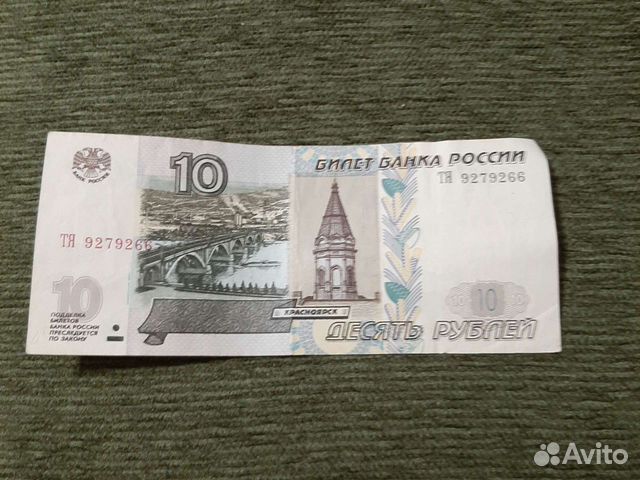 10
БИЛЕТ БАНКА РОССИИ
БАНК РОССИИ
ТЯ 9279266
ТЯ 9279266
10
10
ПОДДЕЛКА
БИЛЕТОВ
БАНКА РОССИИ
ПРЕСЛЕДУЕТСЯ
ПО ЗАКОНУ
КРАСНОЯРСК
ДЕСЯТЬ РУБЛЕЙ
Avito